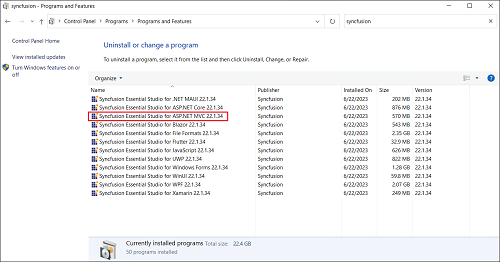 syncfusion - Programs and Features
Control Panel > Programs > Programs and Features
syncfusion
Control Panel Home
View installed updates
Turn Windows features on or off
Uninstall or change a program
To uninstall a program, select it from the list and then click Uninstall, Change, or Repair.
Organize
Name Publisher Installed On Size Version
Syncfusion Essential Studio for .NET MAUI 22.1.34 Syncfusion 6/22/2023 202 MB 22.1.34
Syncfusion Essential Studio for ASP.NET Core 22.1.34 Syncfusion 6/22/2023 876 MB 22.1.34
Syncfusion Essential Studio for ASP.NET MVC 22.1.34 Syncfusion 6/22/2023 570 MB 22.1.34
Syncfusion Essential Studio for Blazor 22.1.34 Syncfusion 6/22/2023 543 MB 22.1.34
Syncfusion Essential Studio for File Formats 22.1.34 Syncfusion 6/22/2023 2.35 GB 22.1.34
Syncfusion Essential Studio for Flutter 22.1.34 Syncfusion 6/22/2023 32.9 MB 22.1.34
Syncfusion Essential Studio for JavaScript 22.1.34 Syncfusion 6/22/2023 626 MB 22.1.34
Syncfusion Essential Studio for UWP 22.1.34 Syncfusion 6/22/2023 822 MB 22.1.34
Syncfusion Essential Studio for Windows Forms 22.1.34 Syncfusion 6/22/2023 1.28 GB 22.1.34
Syncfusion Essential Studio for WinUI 22.1.34 Syncfusion 6/22/2023 59.8 MB 22.1.34
Syncfusion Essential Studio for WPF 22.1.34 Syncfusion 6/22/2023 2.07 GB 22.1.34
Syncfusion Essential Studio for Xamarin 22.1.34 Syncfusion 6/22/2023 249 MB 22.1.34
Currently installed programs Total size: 22.4 GB
50 programs installed